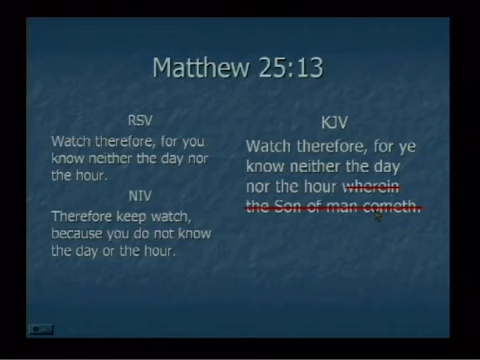 Matthew 25:13
RSV
Watch therefore, for you
know neither the day nor
the hour.
NIV
Therefore keep watch,
because you do not know
the day or the hour.
KJV
Watch therefore, for ye
know neither the day
nor the hour wherein
the Son of man cometh.